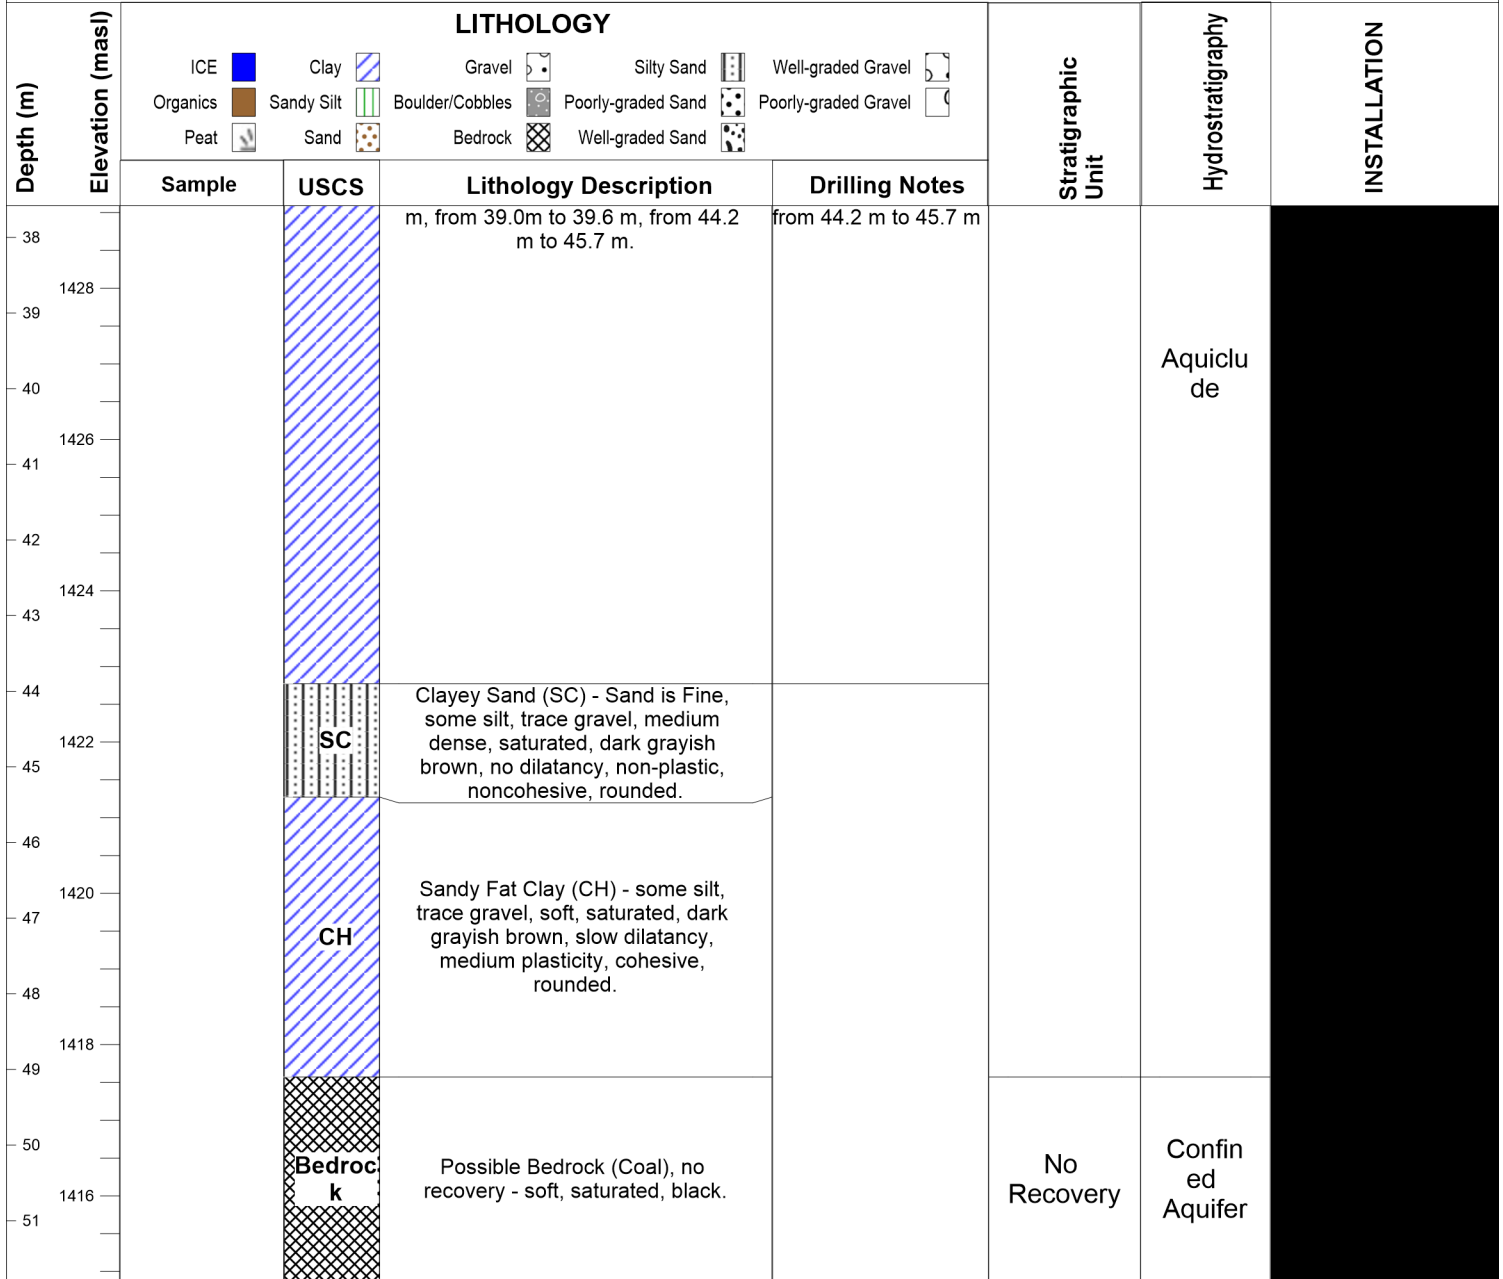 LITHOLOGY
ICE Clay Gravel Silty Sand Well-graded Gravel
Organics Sandy Silt Boulder/Cobbles Poorly-graded Sand Poorly-graded Gravel
Peat Sand Bedrock Well-graded Sand
Depth (m)
Elevation (masl)
Sample
USCS
Lithology Description
Drilling Notes
Stratigraphic
Unit
Hydrostratigraphy
INSTALLATION
m, from 39.0m to 39.6 m, from 44.2
m to 45.7 m.
from 44.2 m to 45.7 m
38
1428
39
Aquiclu
de
40
1426
41
42
1424
43
44
Clayey Sand (SC) - Sand is Fine,
some silt, trace gravel, medium
dense, saturated, dark grayish
brown, no dilatancy, non-plastic,
noncohesive, rounded.
SC
1422
45
46
1420
Sandy Fat Clay (CH) - some silt,
trace gravel, soft, saturated, dark
grayish brown, slow dilatancy,
medium plasticity, cohesive,
rounded.
CH
47
48
1418
49
50
Bedroc
k
Possible Bedrock (Coal), no
recovery - soft, saturated, black.
No
Recovery
Confin
ed
Aquifer
1416
51